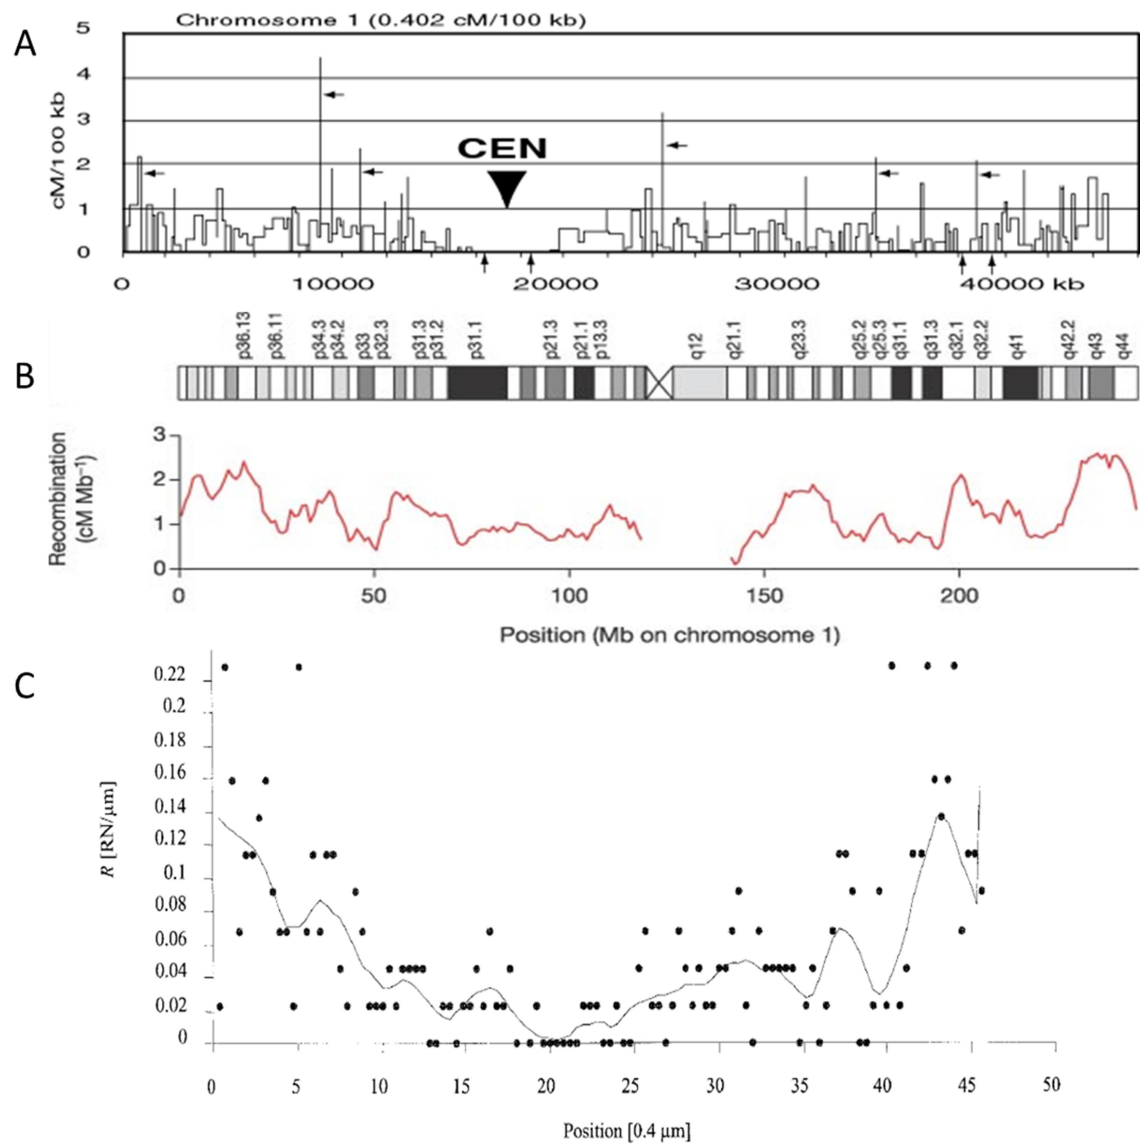 A
Chromosome 1 (0.402 cM/100 kb)
cM/100 kb
5
4
3
2
1
0
CEN
0 10000 20000 30000 40000 kb
B
p36.13 p36.11 p34.3 p34.2 p33 p32.3 p31.3 p31.2 p31.1 p21.3 p21.1 p13.3 q12 q21.1 q23.3 q25.2 q25.3 q31.1 q31.3 q32.1 q32.2 q41 q42.2 q43 q44
Recombination
(cM Mb⁻¹)
3
2
1
0
0 50 100 150 200
Position (Mb on chromosome 1)
C
R [RN/µm]
0.22
0.2
0.18
0.16
0.14
0.12
0.1
0.08
0.06
0.04
0.02
0
0 5 10 15 20 25 30 35 40 45 50
Position [0.4 µm]